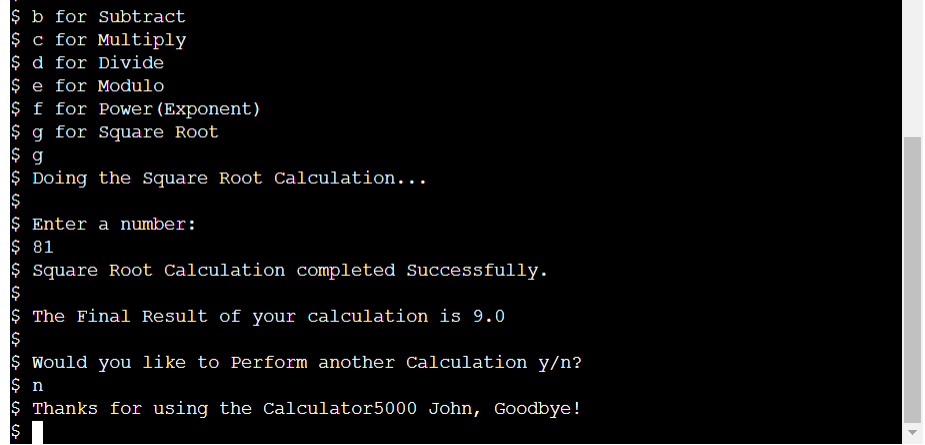 $ b for Subtract
$ c for Multiply
$ d for Divide
$ e for Modulo
$ f for Power(Exponent)
$ g for Square Root
$ g
$ Doing the Square Root Calculation...
$
$ Enter a number:
$ 81
$ Square Root Calculation completed Successfully.
$
$ The Final Result of your calculation is 9.0
$
$ Would you like to Perform another Calculation y/n?
$ n
$ Thanks for using the Calculator5000 John, Goodbye!
$